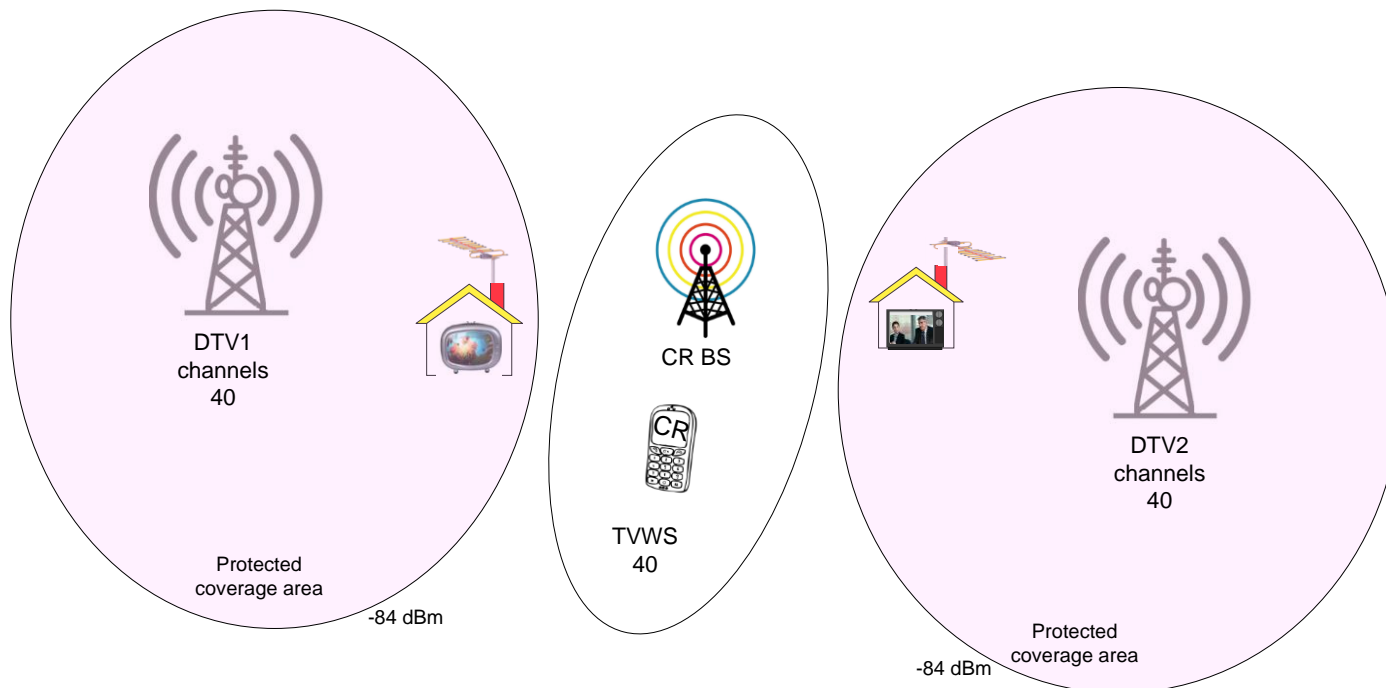 DTV1
channels
40
Protected
coverage area
-84 dBm
CR BS
CR
TVWS
40
DTV2
channels
40
Protected
coverage area
-84 dBm